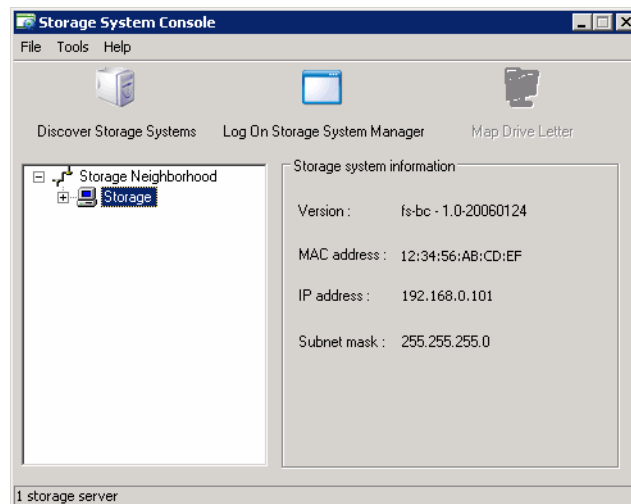 Storage System Console
File Tools Help
Discover Storage Systems Log On Storage System Manager Map Drive Letter
Storage Neighborhood
Storage
Storage system information
Version : fs-bc - 1.0-20060124
MAC address : 12:34:56:AB:CD:EF
IP address : 192.168.0.101
Subnet mask : 255.255.255.0
1 storage server